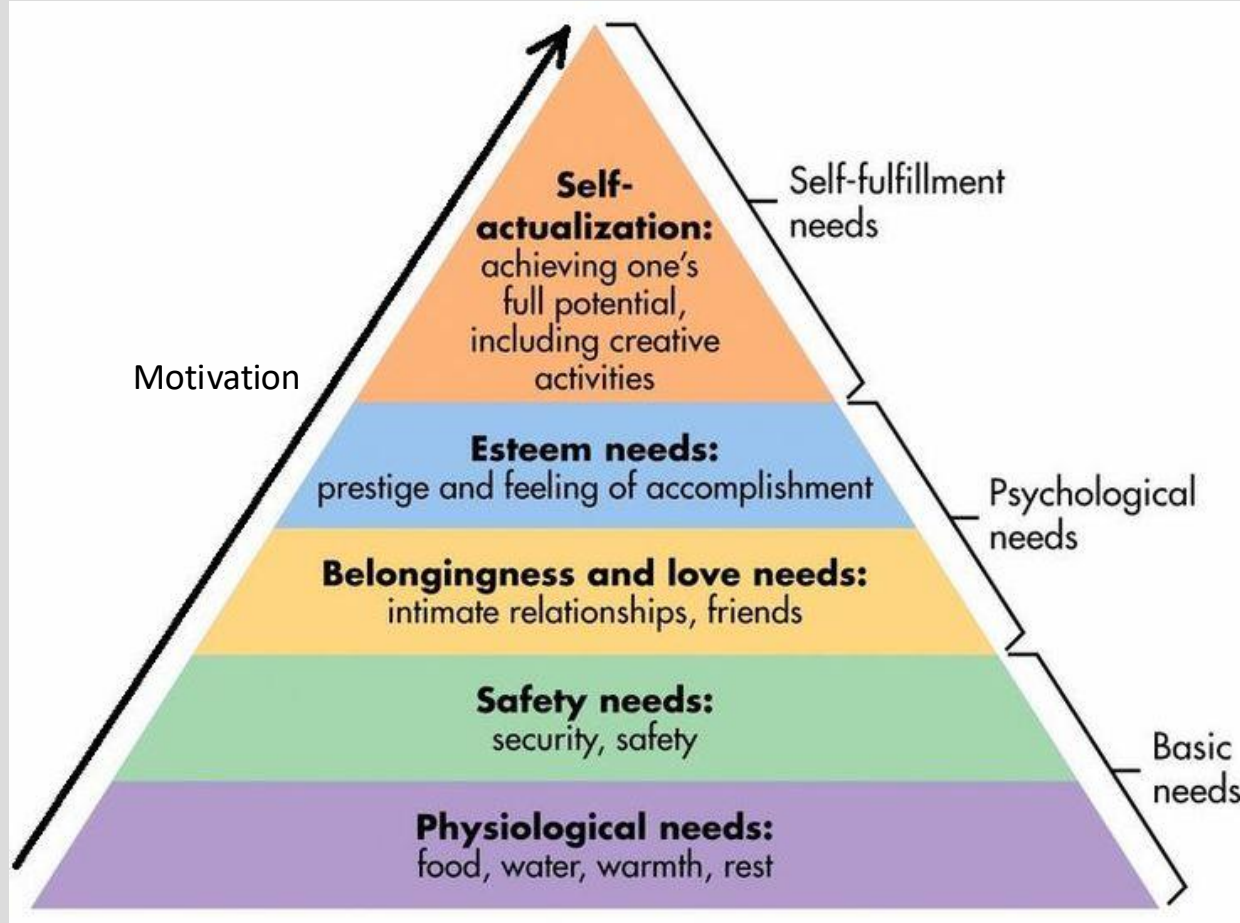 Self-
actualization:
achieving one's
full potential,
including creative
activities
Self-fulfillment
needs
Motivation
Esteem needs:
prestige and feeling of accomplishment
Psychological
needs
Belongingness and love needs:
intimate relationships, friends
Safety needs:
security, safety
Basic
needs
Physiological needs:
food, water, warmth, rest